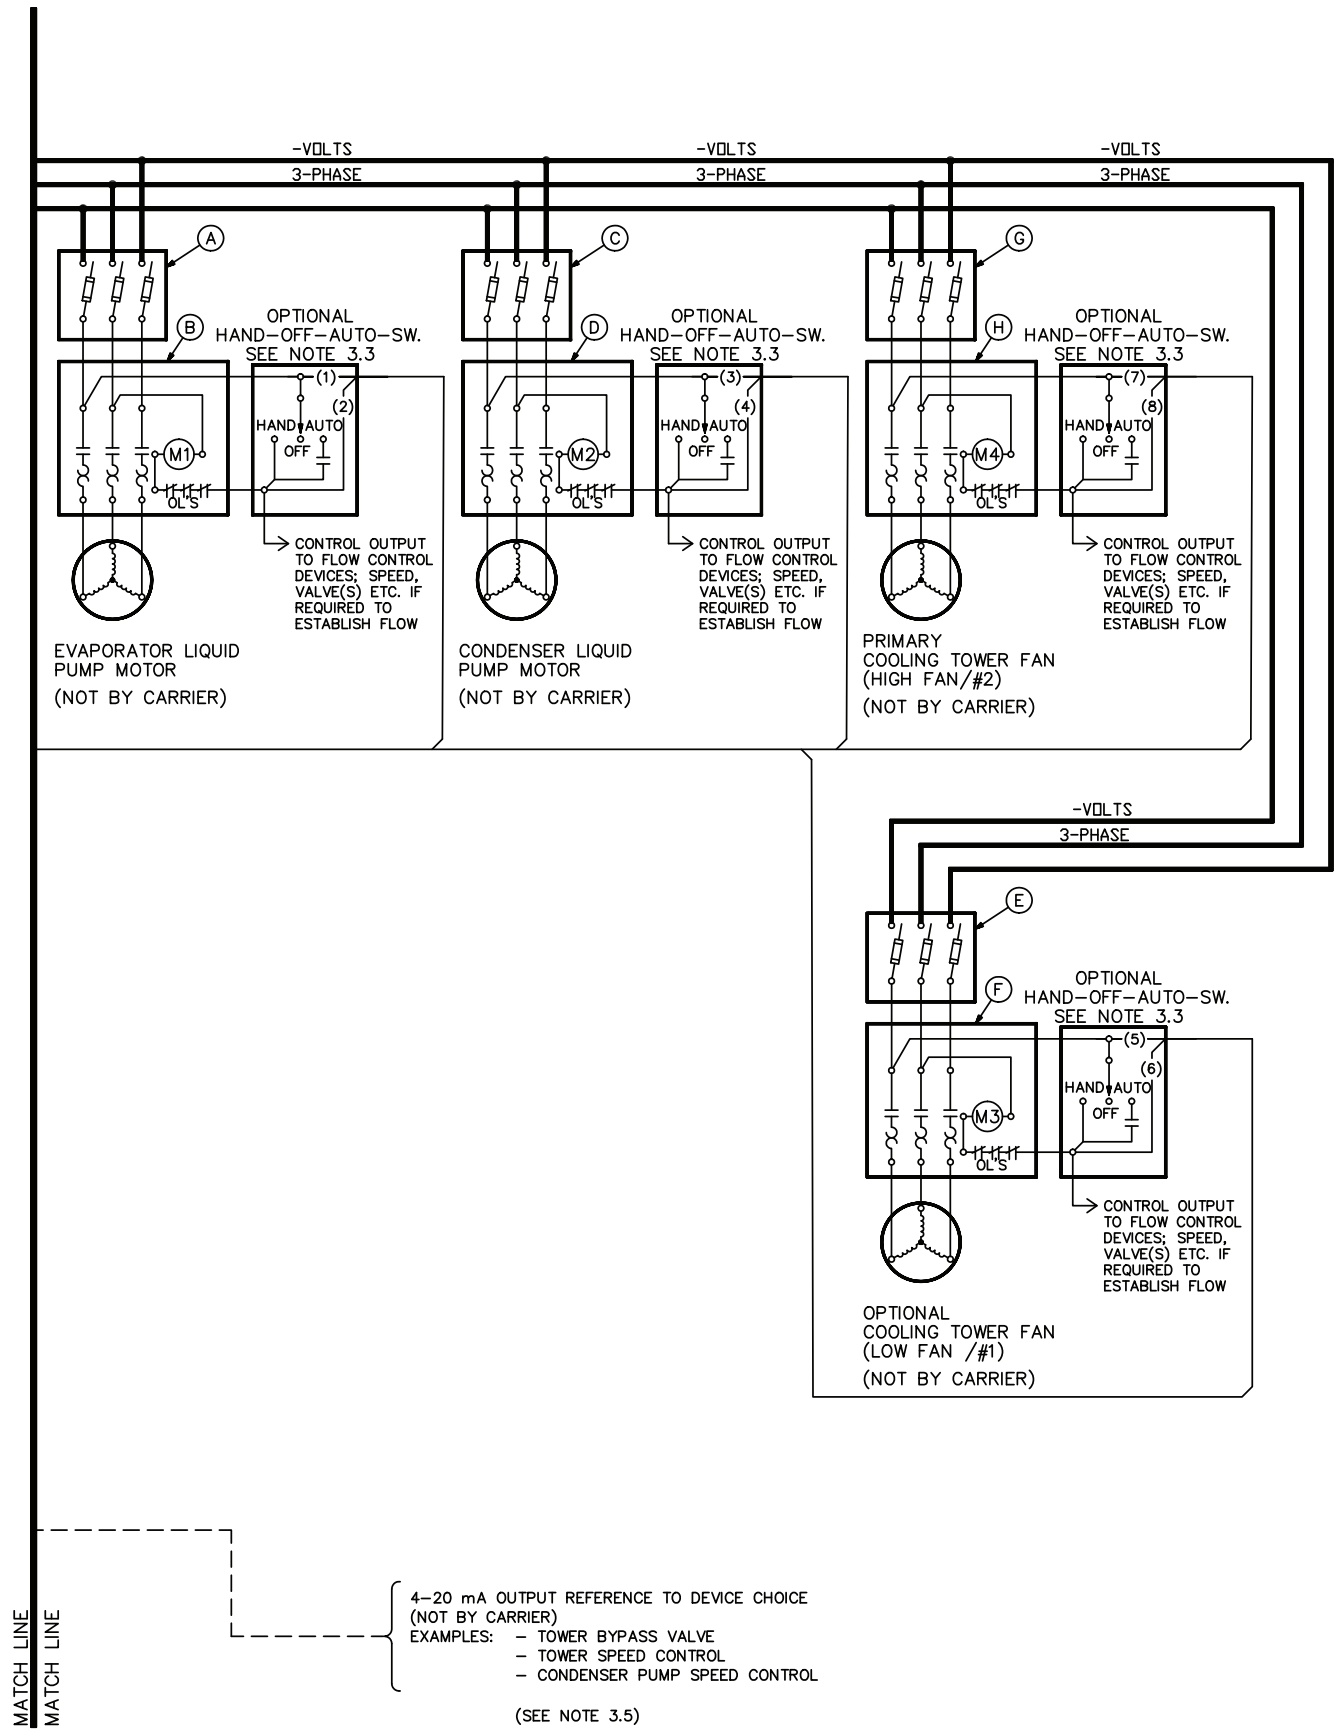 -VOLTS
3-PHASE
-VOLTS
3-PHASE
-VOLTS
3-PHASE
A
B
OPTIONAL
HAND-OFF-AUTO-SW.
SEE NOTE 3.3
(1)
(2)
HAND AUTO
OFF
M1
OL'S
CONTROL OUTPUT
TO FLOW CONTROL
DEVICES; SPEED,
VALVE(S) ETC. IF
REQUIRED TO
ESTABLISH FLOW
EVAPORATOR LIQUID
PUMP MOTOR
(NOT BY CARRIER)
C
D
OPTIONAL
HAND-OFF-AUTO-SW.
SEE NOTE 3.3
(3)
(4)
HAND AUTO
OFF
M2
OL'S
CONTROL OUTPUT
TO FLOW CONTROL
DEVICES; SPEED,
VALVE(S) ETC. IF
REQUIRED TO
ESTABLISH FLOW
CONDENSER LIQUID
PUMP MOTOR
(NOT BY CARRIER)
G
H
OPTIONAL
HAND-OFF-AUTO-SW.
SEE NOTE 3.3
(7)
(8)
HAND AUTO
OFF
M4
OL'S
CONTROL OUTPUT
TO FLOW CONTROL
DEVICES; SPEED,
VALVE(S) ETC. IF
REQUIRED TO
ESTABLISH FLOW
PRIMARY
COOLING TOWER FAN
(HIGH FAN/#2)
(NOT BY CARRIER)
-VOLTS
3-PHASE
E
F
OPTIONAL
HAND-OFF-AUTO-SW.
SEE NOTE 3.3
(5)
(6)
HAND AUTO
OFF
M3
OL'S
CONTROL OUTPUT
TO FLOW CONTROL
DEVICES; SPEED,
VALVE(S) ETC. IF
REQUIRED TO
ESTABLISH FLOW
OPTIONAL
COOLING TOWER FAN
(LOW FAN /#1)
(NOT BY CARRIER)
4-20 mA OUTPUT REFERENCE TO DEVICE CHOICE
(NOT BY CARRIER)
EXAMPLES: - TOWER BYPASS VALVE
- TOWER SPEED CONTROL
- CONDENSER PUMP SPEED CONTROL
(SEE NOTE 3.5)
MATCH LINE
MATCH LINE